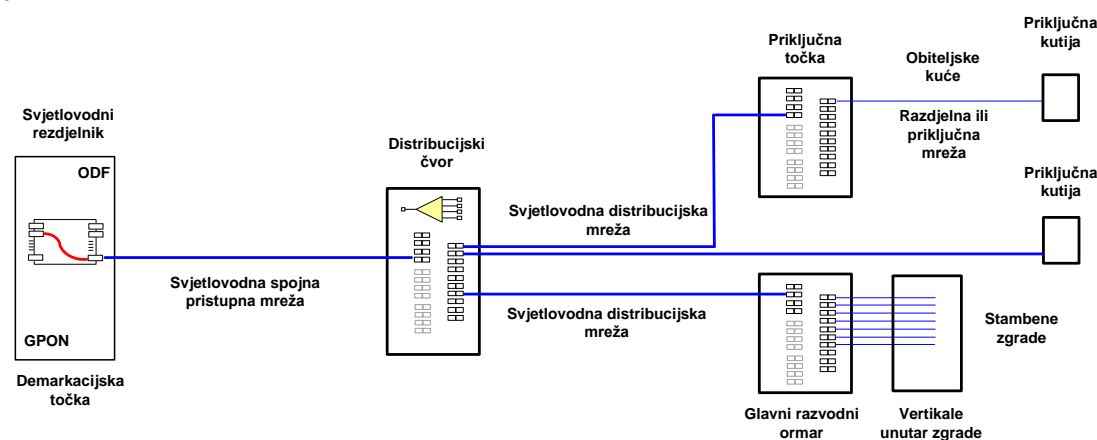 Svjetlovodni
rezdjelnik
ODF
GPON
Demarkacijska
točka
Svjetlovodna spojna
pristupna mreža
Distribucijski
čvor
Svjetlovodna distribucijska
mreža
Svjetlovodna distribucijska
mreža
Priključna
točka
Obiteljske
kuće
Razdjelna ili
priključna
mreža
Priključna
kutija
Priključna
kutija
Stambene
zgrade
Glavni razvodni
ormar
Vertikale
unutar zgrade